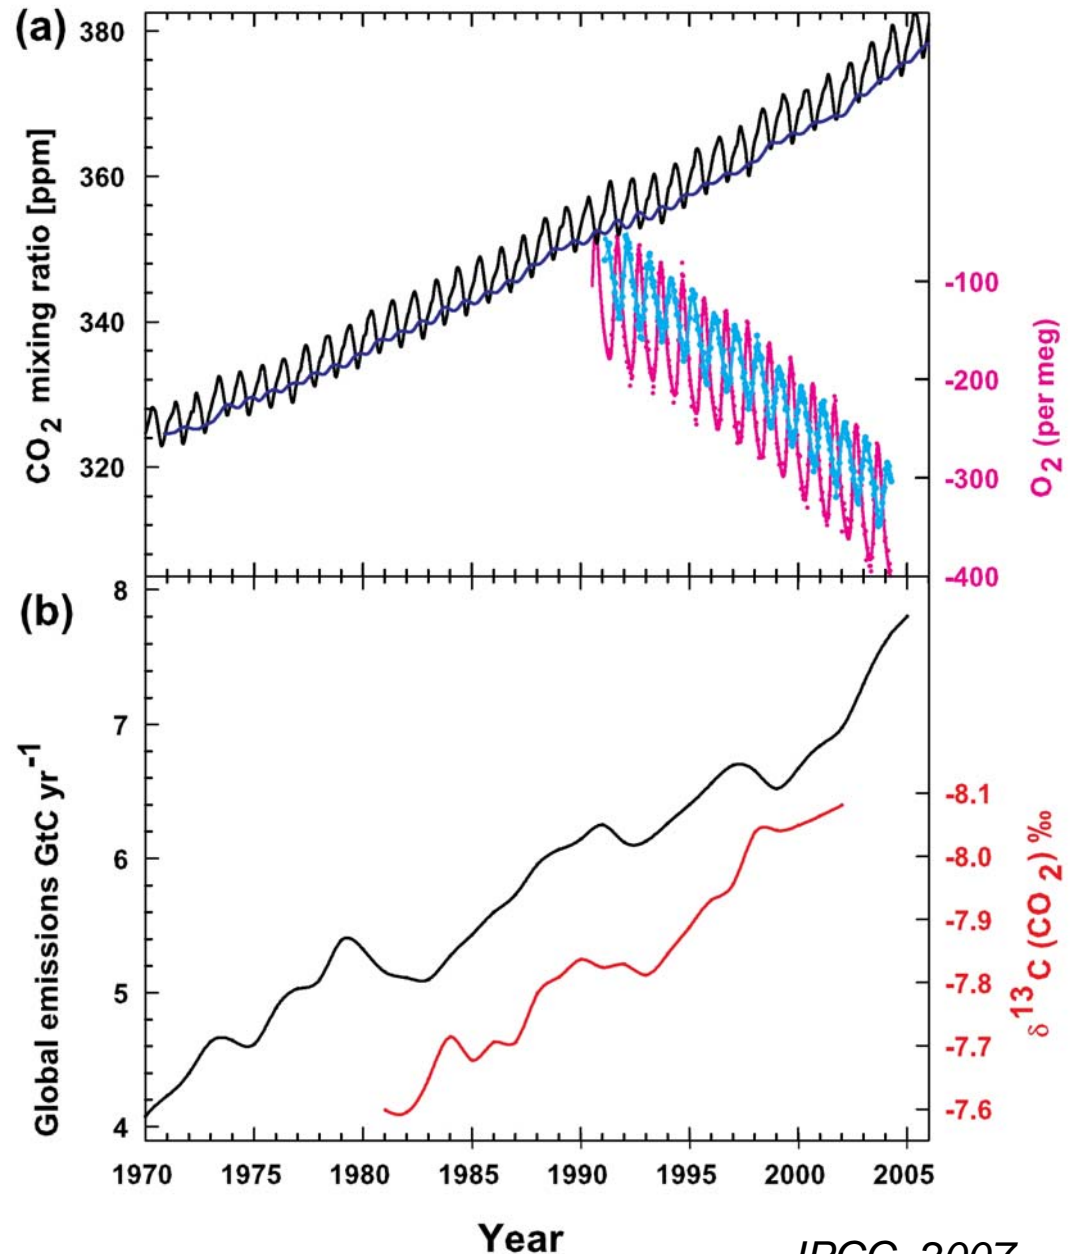 (a)
380
360
340
320
CO2 mixing ratio [ppm]
-100
-200
-300
-400
O2 (per meg)
(b)
8
7
6
5
4
Global emissions GtC yr-1
-8.1
-8.0
-7.9
-7.8
-7.7
-7.6
δ13C (CO2) ‰
1970 1975 1980 1985 1990 1995 2000 2005
Year
IPCC, 2007